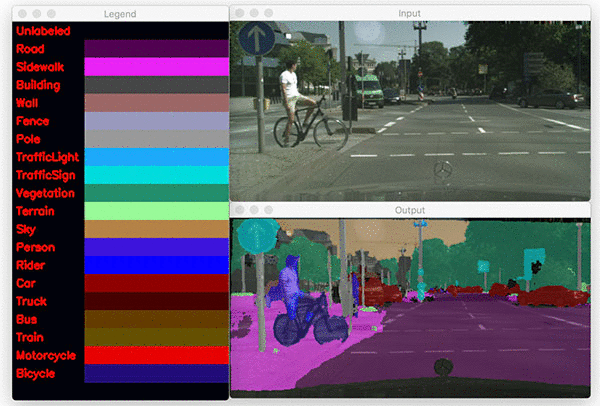 Legend
Unlabeled
Road
Sidewalk
Building
Wall
Fence
Pole
TrafficLight
TrafficSign
Vegetation
Terrain
Sky
Person
Rider
Car
Truck
Bus
Train
Motorcycle
Bicycle
Input
Output